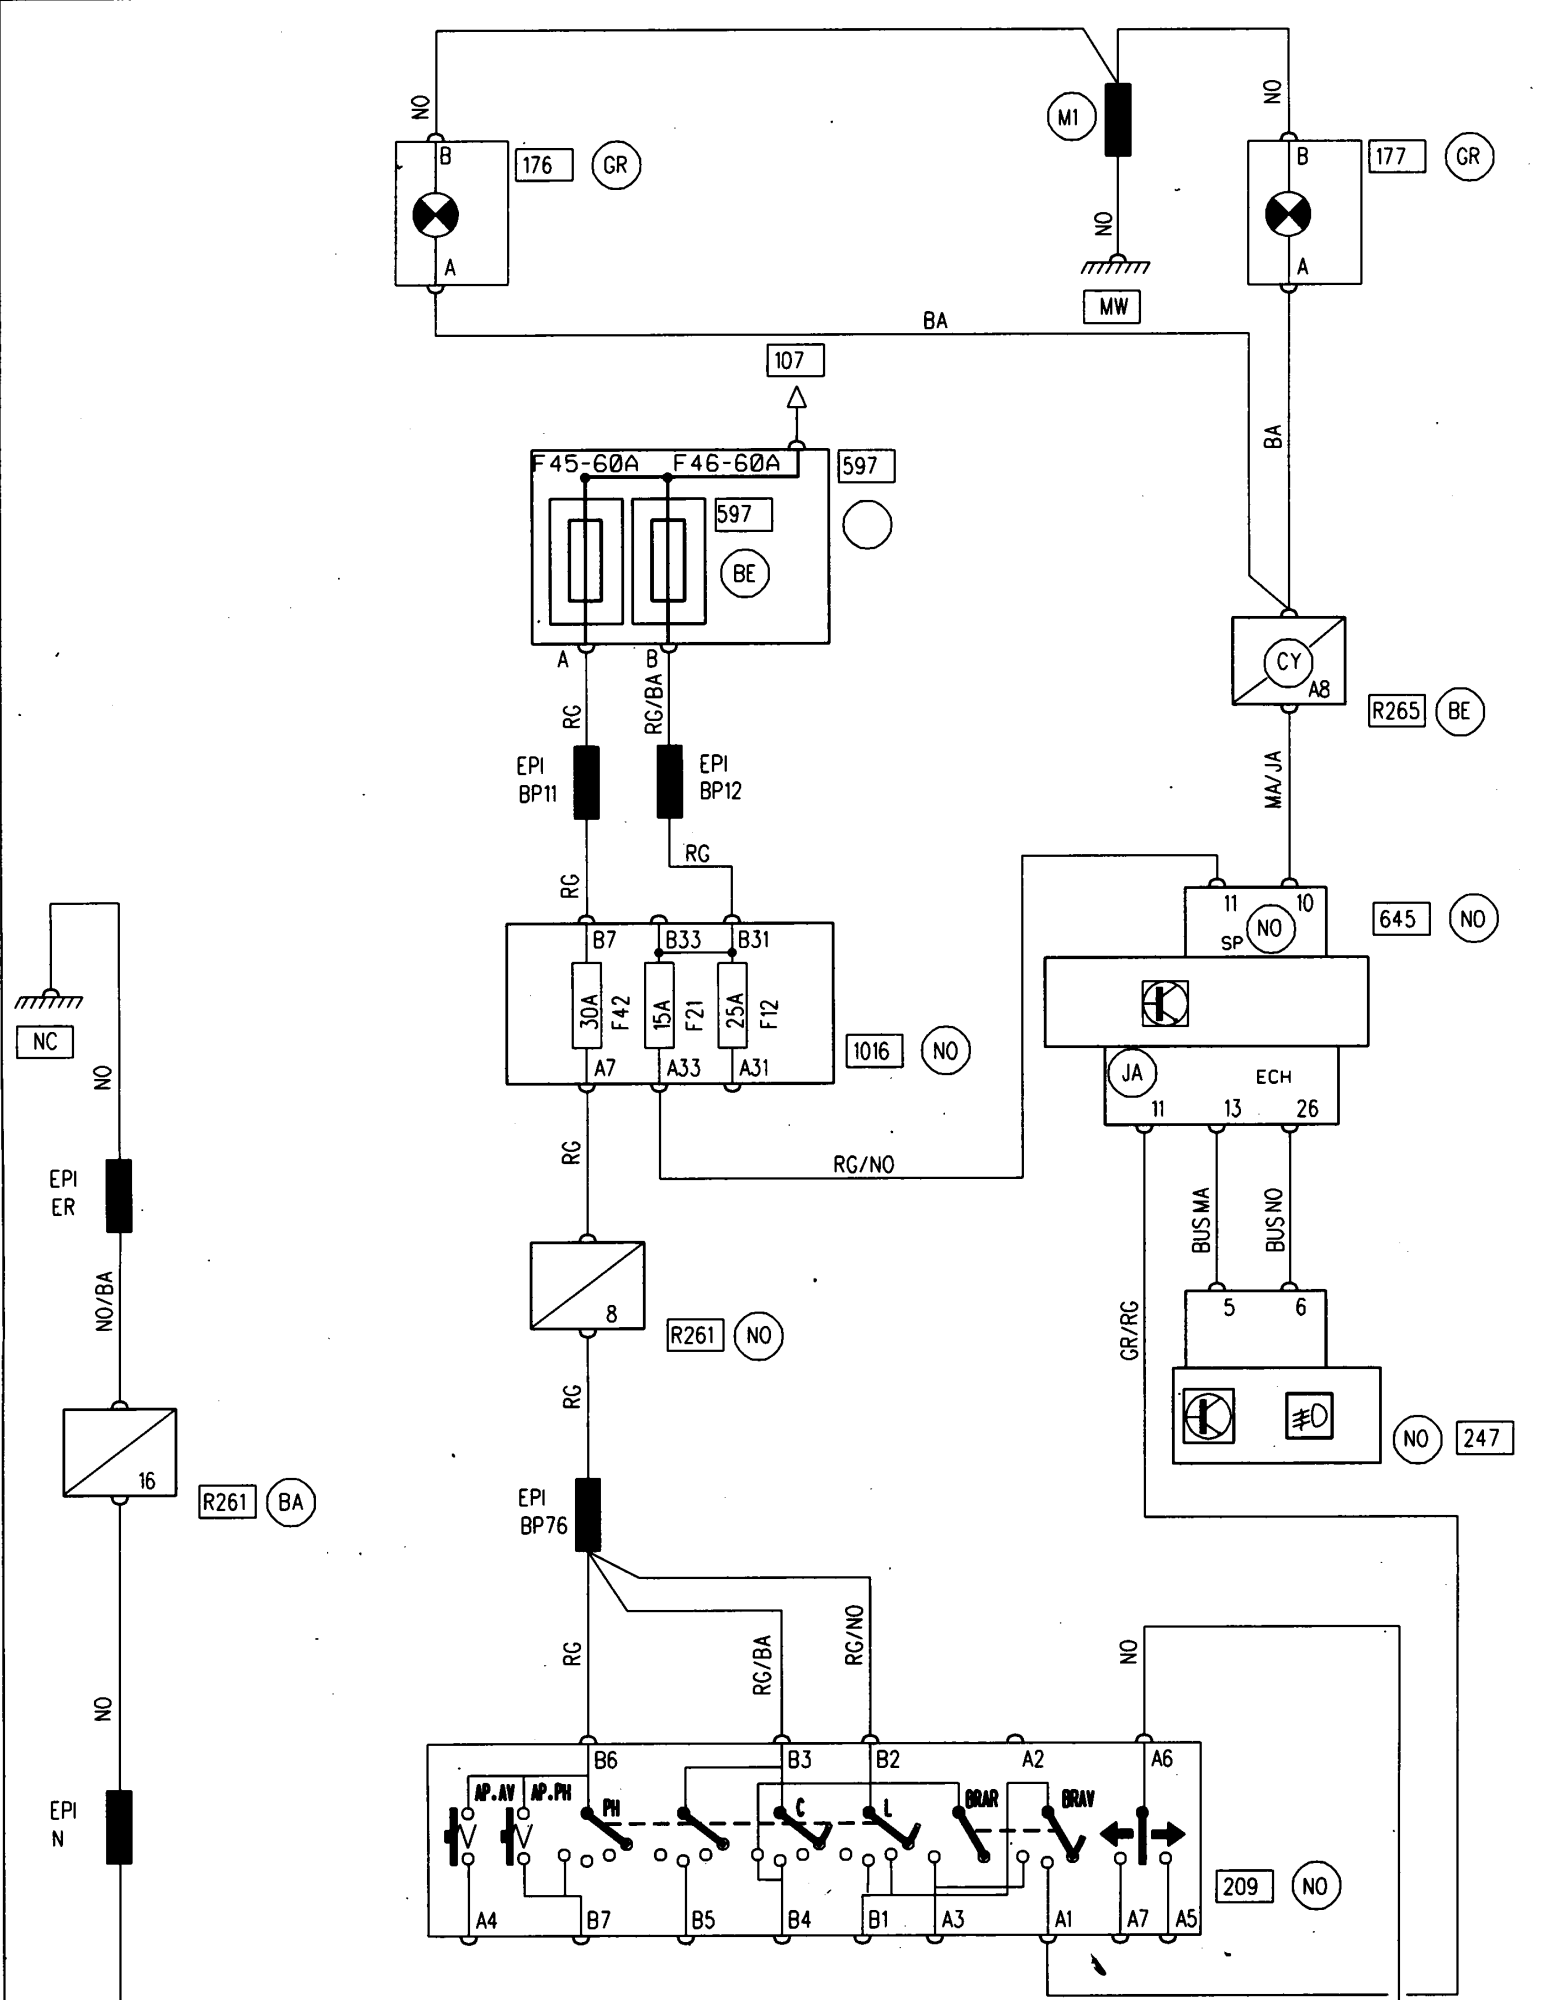 NO
M1
NO
B
176
GR
NO
B
177
GR
A
A
MW
BA
107
BA
F45-60A
F46-60A
597
597
BE
CY
A8
R265
BE
A
B
RG
RG/BA
EPI
BP11
EPI
BP12
MA/JA
RG
RG
11
10
SP
NO
645
NO
B7
B33
B31
30A
F42
15A
F21
25A
F12
A7
A33
A31
1016
NO
NC
NO
JA
ECH
11
13
26
RG
RG/NO
EPI
ER
BUS MA
BUS NO
NO/BA
8
R261
NO
GR/RG
5
6
RG
NO
247
16
R261
BA
EPI
BP76
RG
RG/BA
RG/NO
NO
NO
EPI
N
B6
B3
B2
A2
A6
AP.AV
AP.PH
PH
C
L
BRAR
BRAV
209
NO
A4
B7
B5
B4
B1
A3
A1
A7
A5